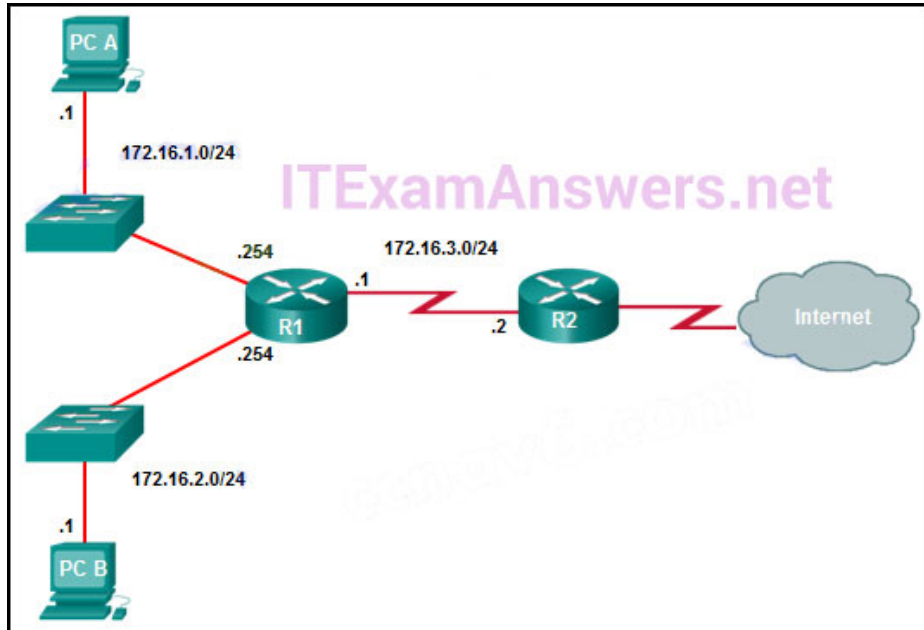 PC A
.1
172.16.1.0/24
ITExamAnswers.net
.254
172.16.3.0/24
.1
R1
.2
R2
Internet
.254
172.16.2.0/24
.1
PC B